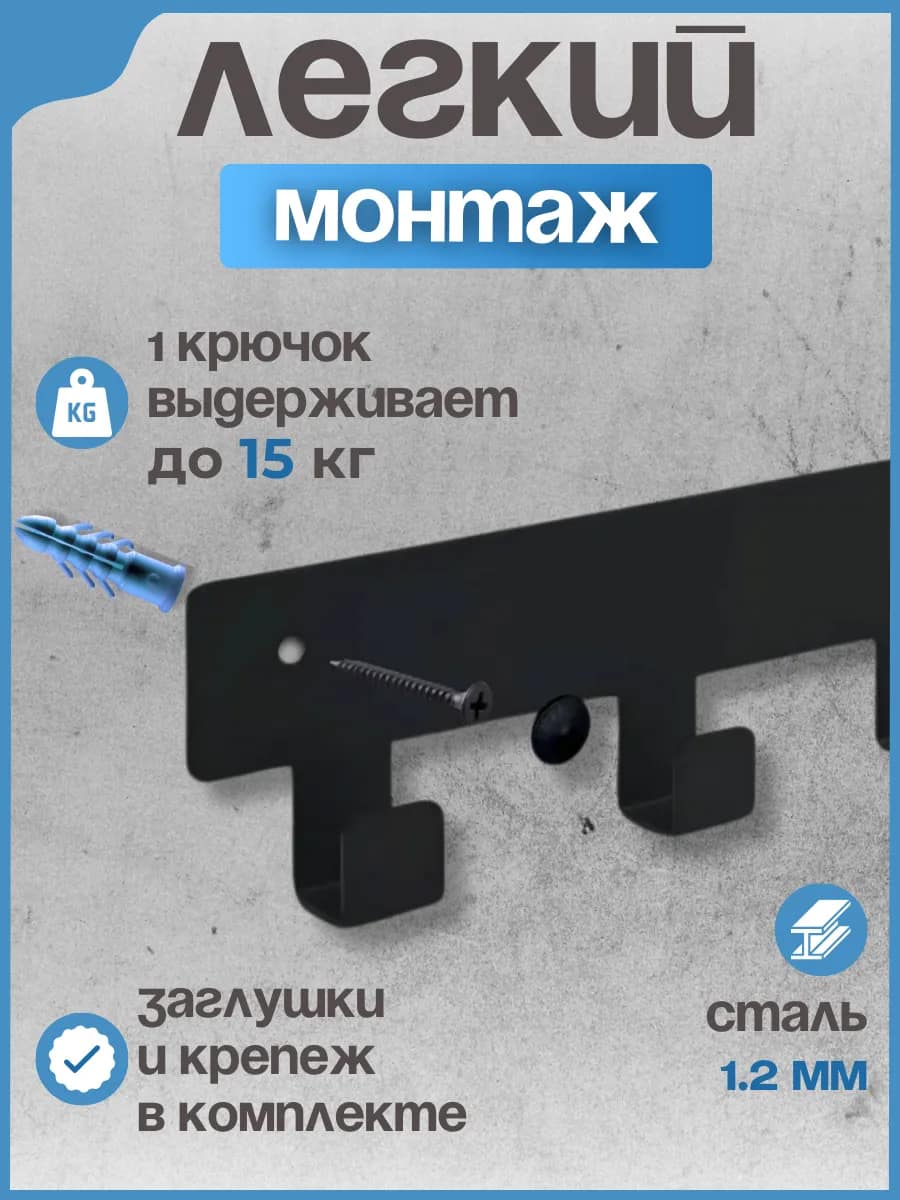 ЛЕГКИЙ
МОНТАЖ
1 крючок
выдерживает
до 15 кг
KG
заглушки
и крепеж
в комплекте
сталь
1.2 мм